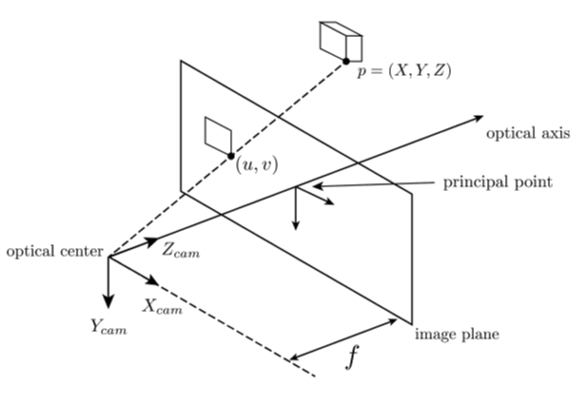 p = (X, Y, Z)
optical axis
(u, v)
principal point
optical center
Z_cam
X_cam
Y_cam
image plane
f